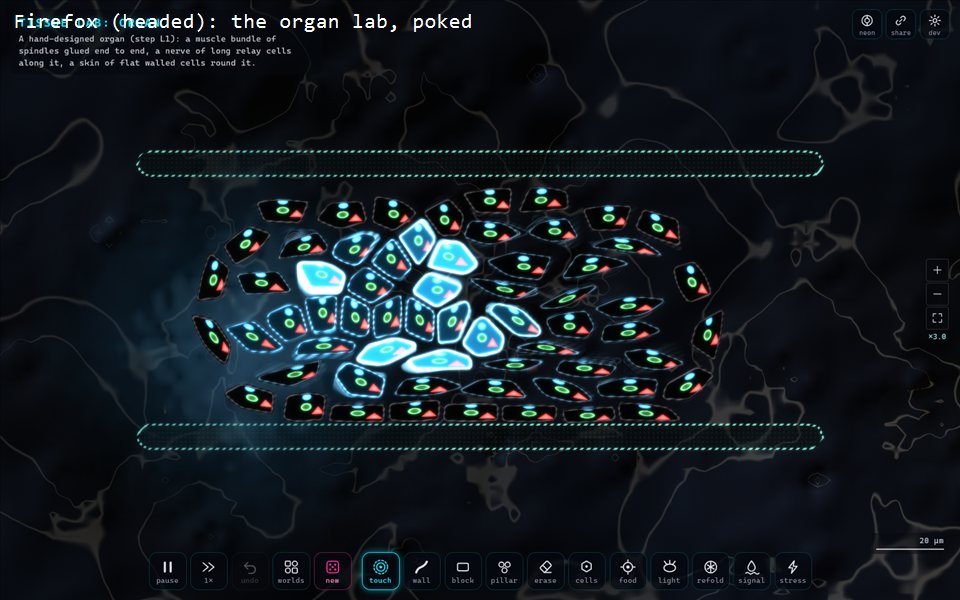 Firefox (headed): the organ lab, poked
A hand-designed organ (step L1): a muscle bundle of
spindles glued end to end, a nerve of long relay cells
along it, a skin of flat walled cells round it.
neon
share
dev
+
−
×3.0
20 µm
pause
1×
undo
worlds
new
touch
wall
block
pillar
erase
cells
food
light
refold
signal
stress